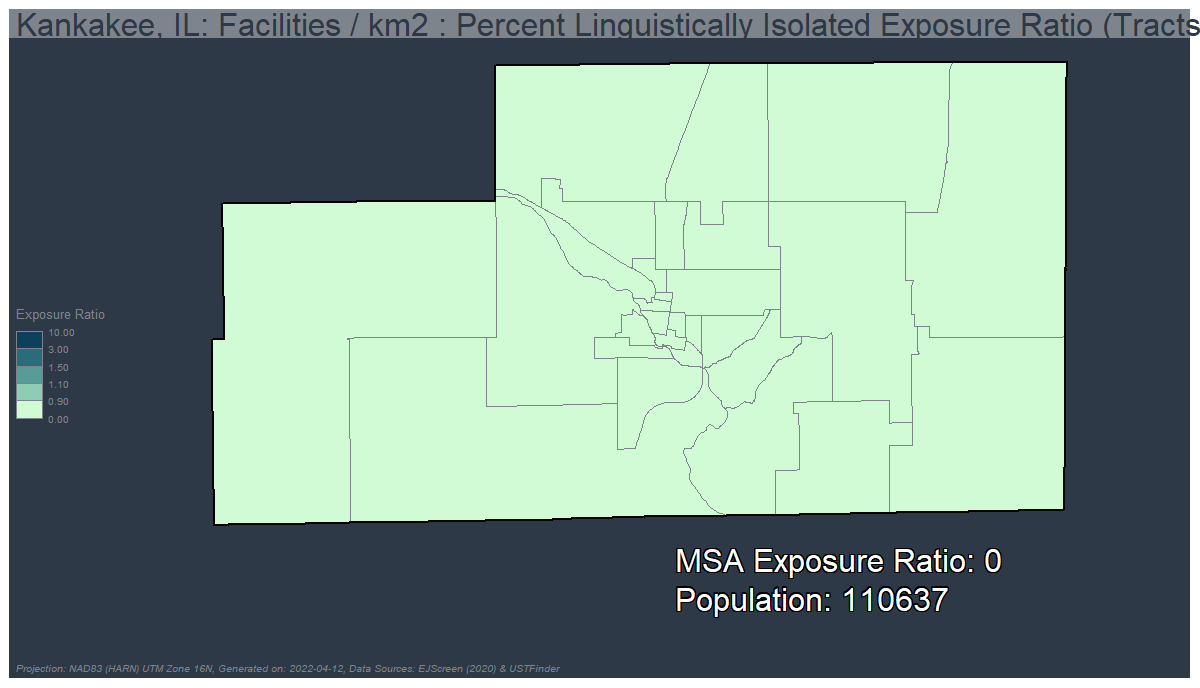 Kankakee, IL: Facilities / km2 : Percent Linguistically Isolated Exposure Ratio (Tracts
Exposure Ratio
10.00
3.00
1.50
1.10
0.90
0.00
MSA Exposure Ratio: 0
Population: 110637
Projection: NAD83 (HARN) UTM Zone 16N, Generated on: 2022-04-12, Data Sources: EJScreen (2020) & USTFinder